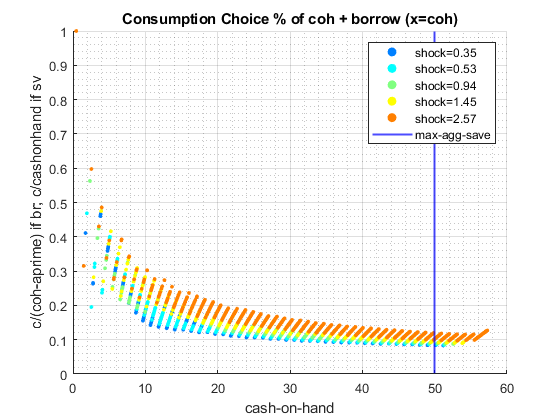 Consumption Choice % of coh + borrow (x=coh)
c/(coh-aprime) if br, c/cashonhand if sv
1
0.9
0.8
0.7
0.6
0.5
0.4
0.3
0.2
0.1
0
shock=0.35
shock=0.53
shock=0.94
shock=1.45
shock=2.57
max-agg-save
0
10
20
30
40
50
60
cash-on-hand